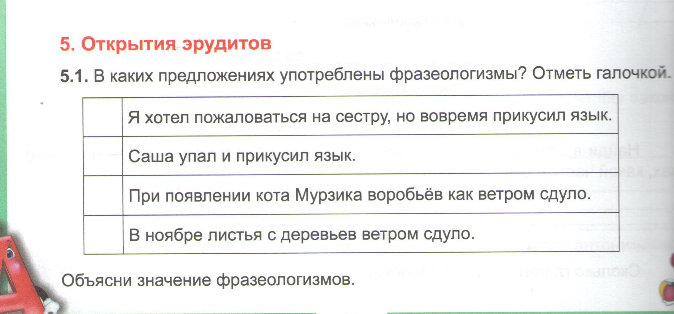 5. Открытия эрудитов
5.1. В каких предложениях употреблены фразеологизмы? Отметь галочкой.
Я хотел пожаловаться на сестру, но вовремя прикусил язык.
Саша упал и прикусил язык.
При появлении кота Мурзика воробьёв как ветром сдуло.
В ноябре листья с деревьев ветром сдуло.
Объясни значение фразеологизмов.